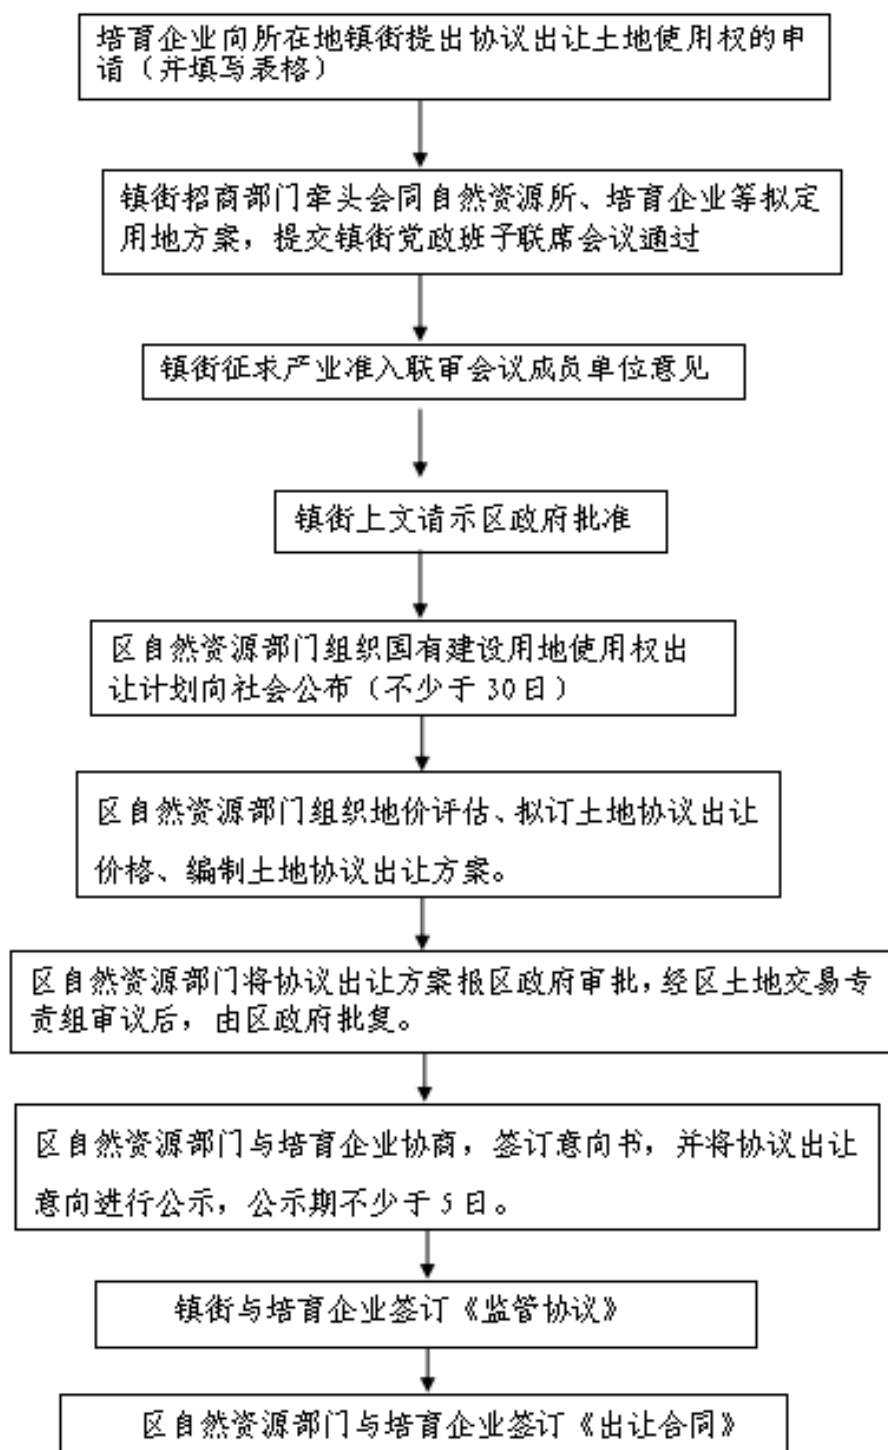 培育企业向所在地镇街提出协议出让土地使用权的申
请（并填写表格）
镇街招商部门牵头会同自然资源所、培育企业等拟定
用地方案，提交镇街党政班子联席会议通过
镇街征求产业准入联审会议成员单位意见
镇街上文请示区政府批准
区自然资源部门组织国有建设用地使用权出
让计划向社会公布（不少于 30 日）
区自然资源部门组织地价评估、拟订土地协议出让
价格、编制土地协议出让方案。
区自然资源部门将协议出让方案报区政府审批，经区土地交易专
责组审议后，由区政府批复。
区自然资源部门与培育企业协商，签订意向书，并将协议出让
意向进行公示，公示期不少于 5 日。
镇街与培育企业签订《监管协议》
区自然资源部门与培育企业签订《出让合同》